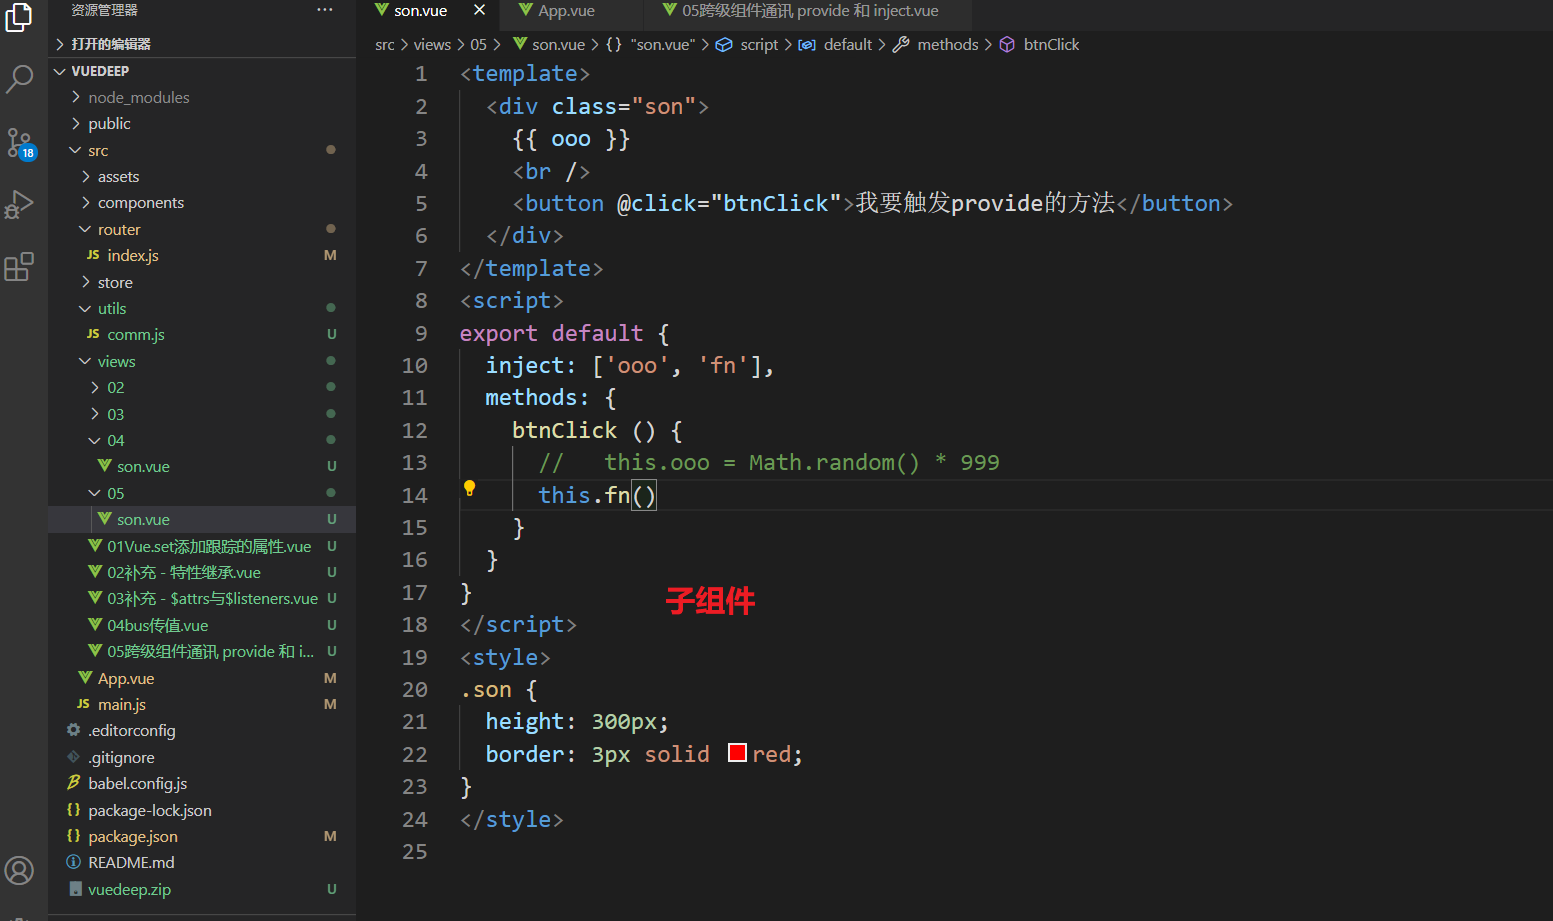 资源管理器 ···
打开的编辑器
VUEDEEP
node_modules
public
src
assets
components
router
JS index.js M
store
utils
JS comm.js U
views
02
03
04
son.vue U
05
son.vue U
01Vue.set添加跟踪的属性.vue U
02补充 - 特性继承.vue U
03补充 - $attrs与$listeners.vue U
04bus传值.vue U
05跨级组件通讯 provide 和 i... U
App.vue M
JS main.js M
.editorconfig
.gitignore
babel.config.js
{} package-lock.json
{} package.json M
README.md
vuedeep.zip U
18
son.vue × App.vue 05跨级组件通讯 provide 和 inject.vue
src > views > 05 > son.vue > {} "son.vue" > script > default > methods > btnClick
1 <template>
2 <div class="son">
3 {{ ooo }}
4 <br />
5 <button @click="btnClick">我要触发provide的方法</button>
6 </div>
7 </template>
8 <script>
9 export default {
10 inject: ['ooo', 'fn'],
11 methods: {
12 btnClick () {
13 //   this.ooo = Math.random() * 999
14 this.fn()
15 }
16 }
17 }
子组件
18 </script>
19 <style>
20 .son {
21 height: 300px;
22 border: 3px solid red;
23 }
24 </style>
25